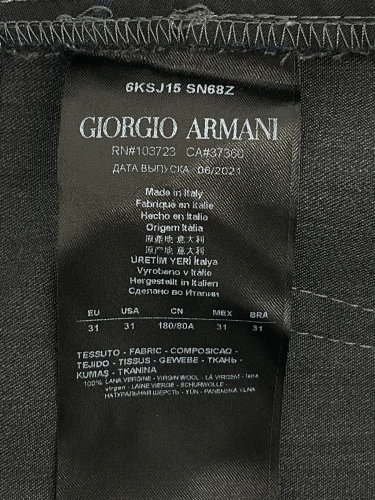 6KSJ15 SN68Z
GIORGIO ARMANI
RN#103723 CA#37360
ДАТА ВЫПУСКА 06/2021
Made in Italy
Fabriqué en Italie
Hecho en Italia
Origem Italia
原產地 意大利
原产地 意大利
ÜRETİM YERİ İtalya
Vyrobeno v Itálii
Hergestellt in Italien
Сделано во Италии
EU USA CN MEX BRA
31 31 180/80A 31 31
TESSUTO - FABRIC - COMPOSICAO -
TEJIDO - TISSUS - GEWEBE - ТКАНЬ -
KUMAŞ - TKANINA
100% LANA VERGINE - VIRGIN WOOL - LÃ VIRGEM - lana
virgen - LAINE VIERGE - SCHURWOLLE -
НАТУРАЛЬНАЯ ШЕРСТЬ - YÜN - PANENSKÁ VLNA